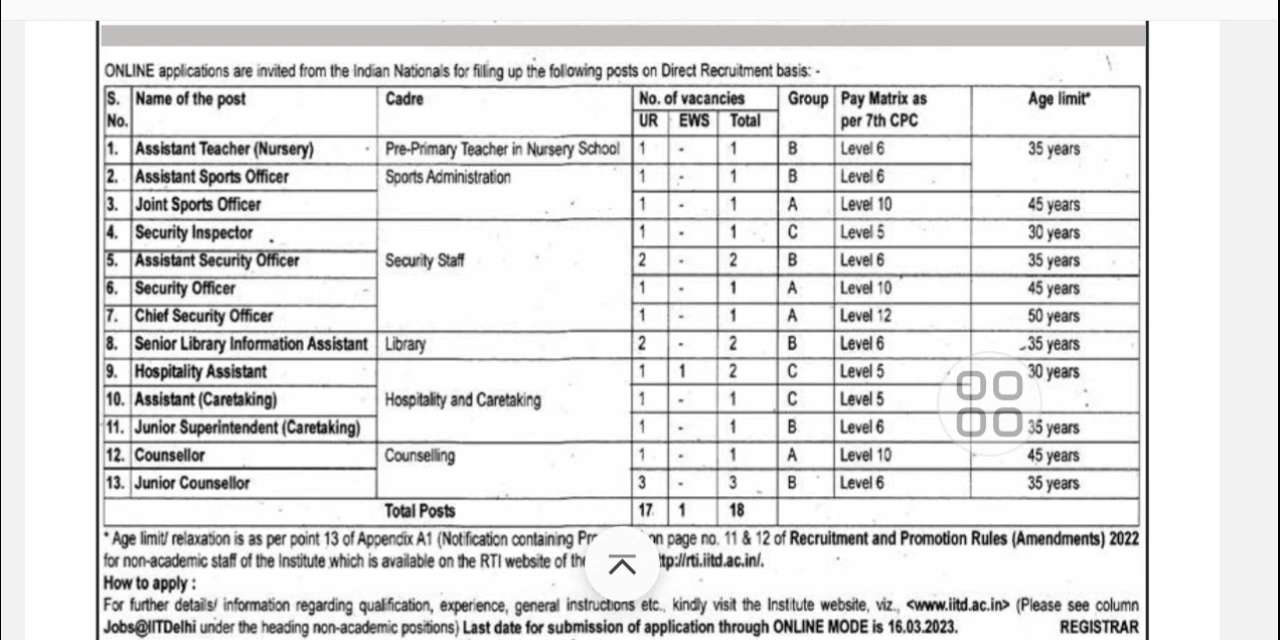 ONLINE applications are invited from the Indian Nationals for filling up the following posts on Direct Recruitment basis: -
S. No. Name of the post Cadre No. of vacancies Group Pay Matrix as per 7th CPC Age limit*
UR EWS Total
1. Assistant Teacher (Nursery) Pre-Primary Teacher in Nursery School 1 - 1 B Level 6 35 years
2. Assistant Sports Officer Sports Administration 1 - 1 B Level 6
3. Joint Sports Officer 1 - 1 A Level 10 45 years
4. Security Inspector 1 - 1 C Level 5 30 years
5. Assistant Security Officer Security Staff 2 - 2 B Level 6 35 years
6. Security Officer 1 - 1 A Level 10 45 years
7. Chief Security Officer 1 - 1 A Level 12 50 years
8. Senior Library Information Assistant Library 2 - 2 B Level 6 35 years
9. Hospitality Assistant 1 1 2 C Level 5 30 years
10. Assistant (Caretaking) Hospitality and Caretaking 1 - 1 C Level 5
11. Junior Superintendent (Caretaking) 1 - 1 B Level 6 35 years
12. Counsellor Counselling 1 - 1 A Level 10 45 years
13. Junior Counsellor 3 - 3 B Level 6 35 years
Total Posts 17 1 18
* Age limit/ relaxation is as per point 13 of Appendix A1 (Notification containing on page no. 11 & 12 of Recruitment and Promotion Rules (Amendments) 2022
for non-academic staff of the Institute which is available on the RTI website of ttp://rti.iitd.ac.in/.
How to apply :
For further details/ information regarding qualification, experience, general instructions etc., kindly visit the Institute website, viz., <www.iitd.ac.in> (Please see column
Jobs@IITDelhi under the heading non-academic positions) Last date for submission of application through ONLINE MODE is 16.03.2023. REGISTRAR